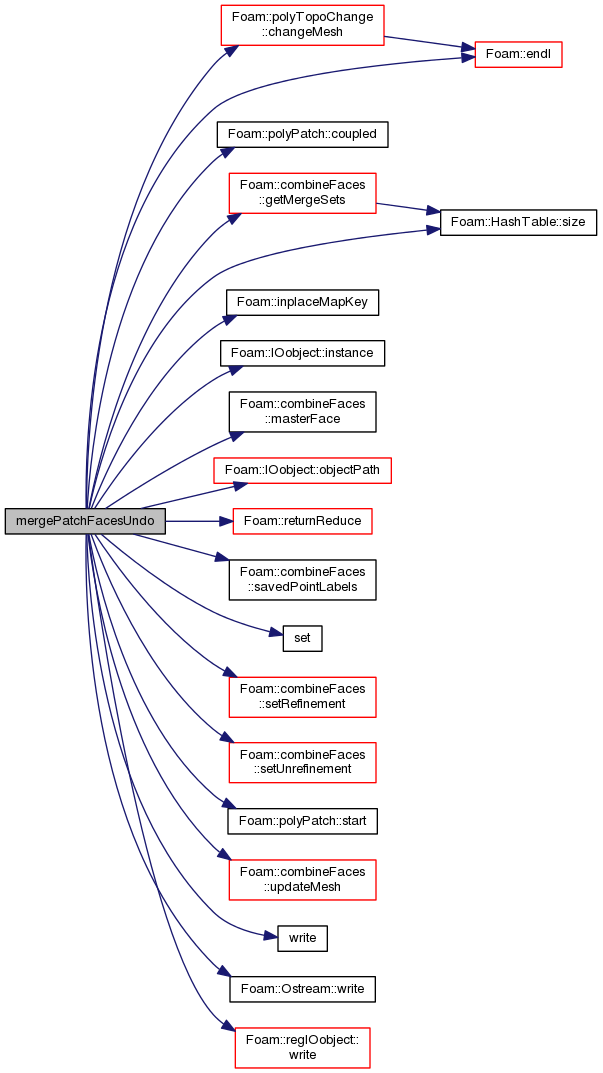 Foam::polyTopoChange
::changeMesh
Foam::endl
Foam::polyPatch::coupled
Foam::combineFaces
::getMergeSets
Foam::HashTable::size
Foam::inplaceMapKey
Foam::IOobject::instance
Foam::combineFaces
::masterFace
Foam::IOobject::objectPath
mergePatchFacesUndo
Foam::returnReduce
Foam::combineFaces
::savedPointLabels
set
Foam::combineFaces
::setRefinement
Foam::combineFaces
::setUnrefinement
Foam::polyPatch::start
Foam::combineFaces
::updateMesh
write
Foam::Ostream::write
Foam::regIOobject::
write